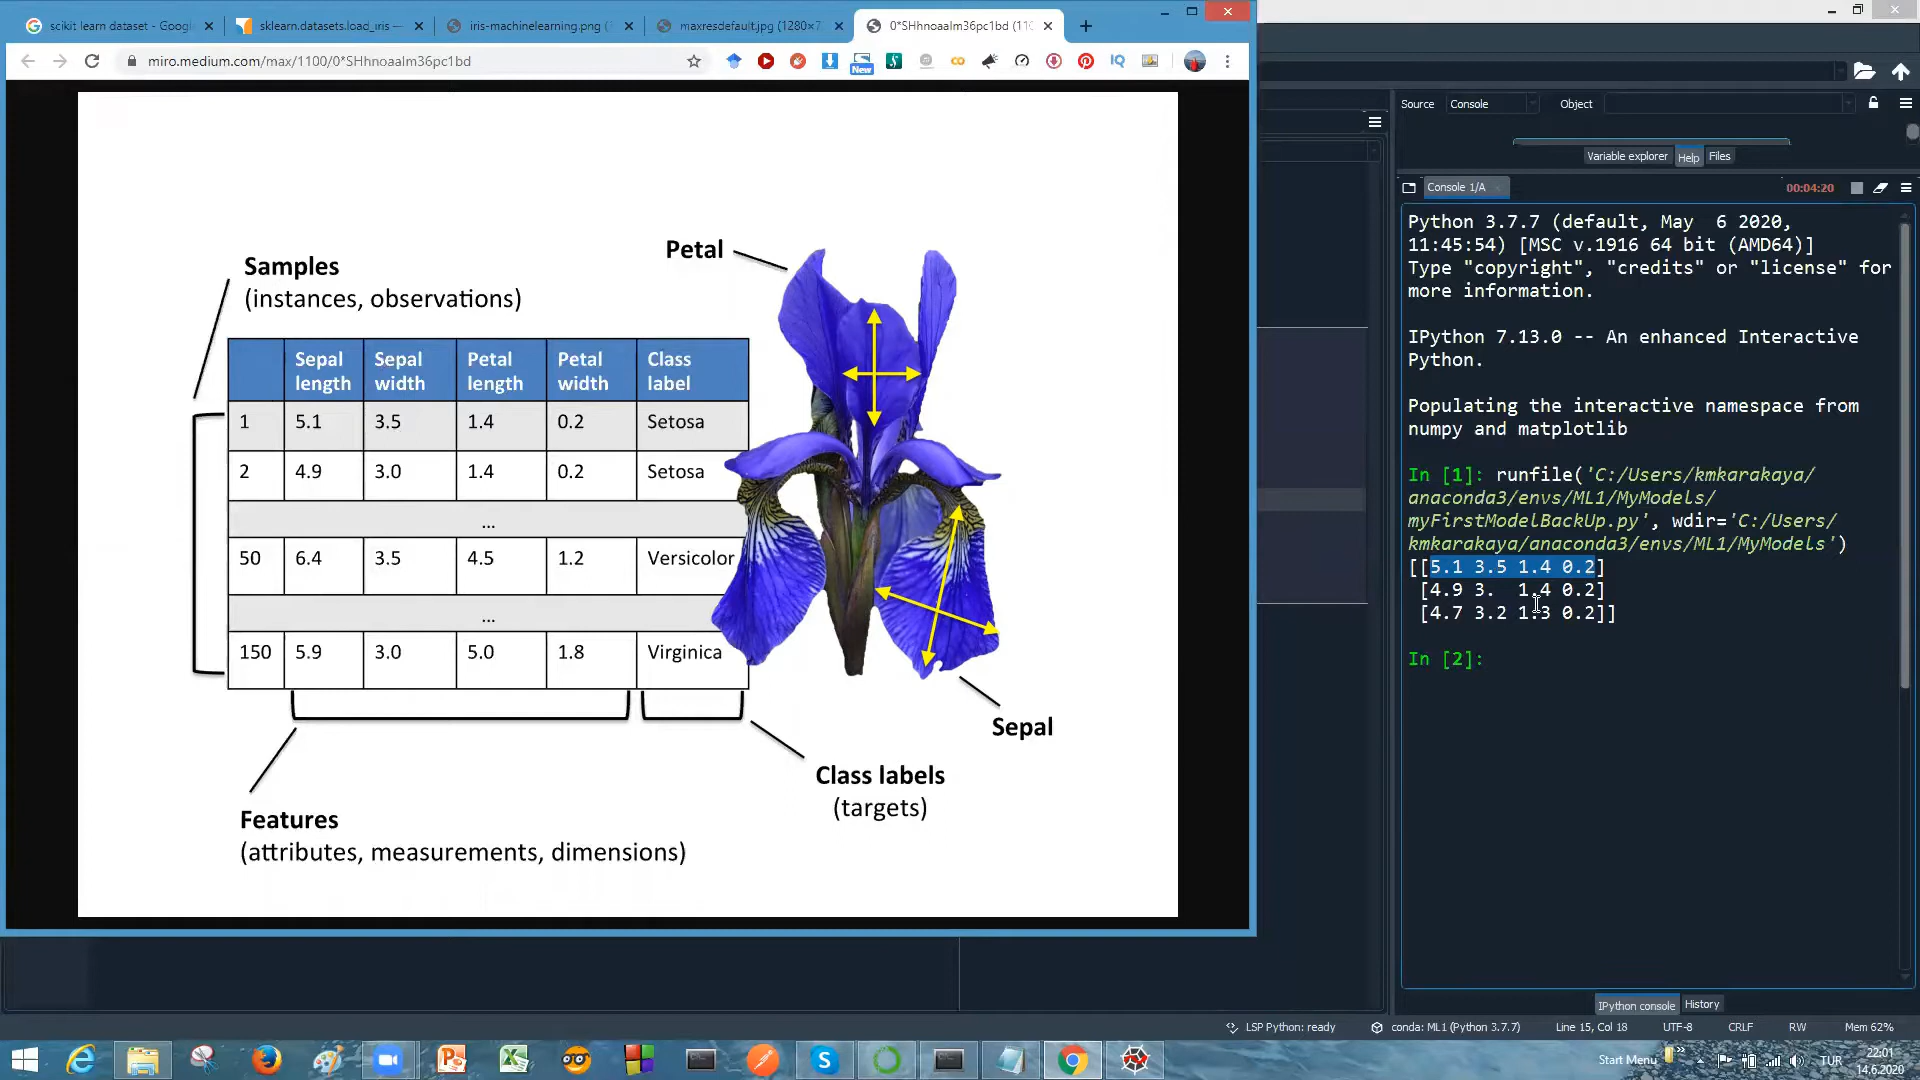 scikit learn dataset - Google
sklearn.datasets.load_iris —
iris-machinelearning.png (
maxresdefault.jpg (1280×7
0*SHhnoaaIm36pc1bd (110
miro.medium.com/max/1100/0*SHhnoaaIm36pc1bd
New
IQ
Samples
(instances, observations)
Petal
Sepal length
Sepal width
Petal length
Petal width
Class label
1 5.1 3.5 1.4 0.2 Setosa
2 4.9 3.0 1.4 0.2 Setosa
...
50 6.4 3.5 4.5 1.2 Versicolor
...
150 5.9 3.0 5.0 1.8 Virginica
Sepal
Class labels
(targets)
Features
(attributes, measurements, dimensions)
Source Console Object
Variable explorer Help Files
Console 1/A 00:04:20
Python 3.7.7 (default, May  6 2020,
11:45:54) [MSC v.1916 64 bit (AMD64)]
Type "copyright", "credits" or "license" for
more information.
IPython 7.13.0 -- An enhanced Interactive
Python.
Populating the interactive namespace from
numpy and matplotlib
In [1]: runfile('C:/Users/kmkarakaya/
anaconda3/envs/ML1/MyModels/
myFirstModelBackUp.py', wdir='C:/Users/
kmkarakaya/anaconda3/envs/ML1/MyModels')
[[5.1 3.5 1.4 0.2]
[4.9 3.  1.4 0.2]
[4.7 3.2 1.3 0.2]]
In [2]:
IPython console History
LSP Python: ready conda: ML1 (Python 3.7.7) Line 15, Col 18 UTF-8 CRLF RW Mem 62%
Start Menu TUR
22:01
14.6.2020